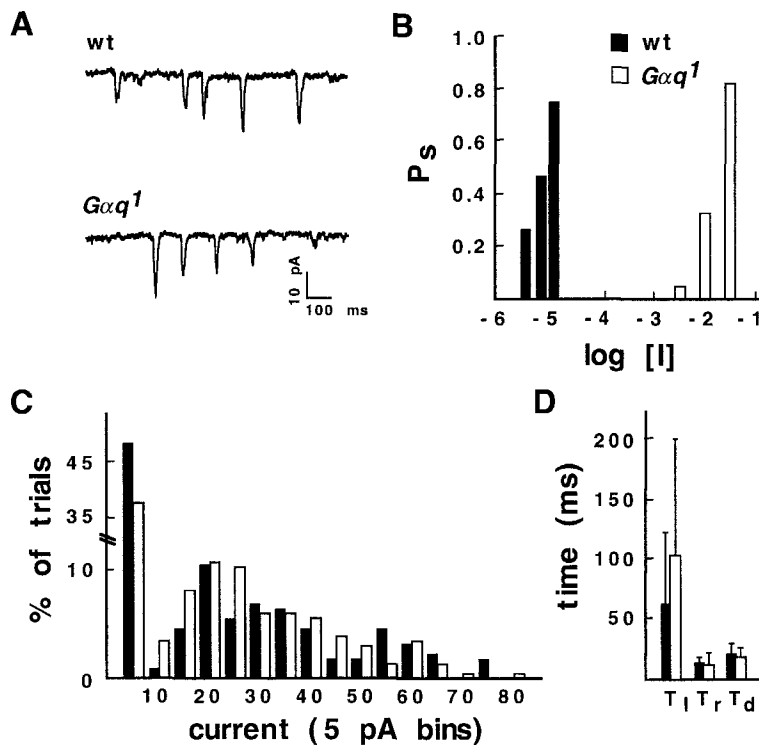 A
wt
Gαq1
10 pA
100 ms
B
wt
Gαq1
1.0
0.8
0.6
0.4
0.2
Ps
-6 -5 -4 -3 -2 -1
log [I]
C
% of trials
45
35
10
0
10 20 30 40 50 60 70 80
current (5 pA bins)
D
time (ms)
200
150
100
50
Tl Tr Td